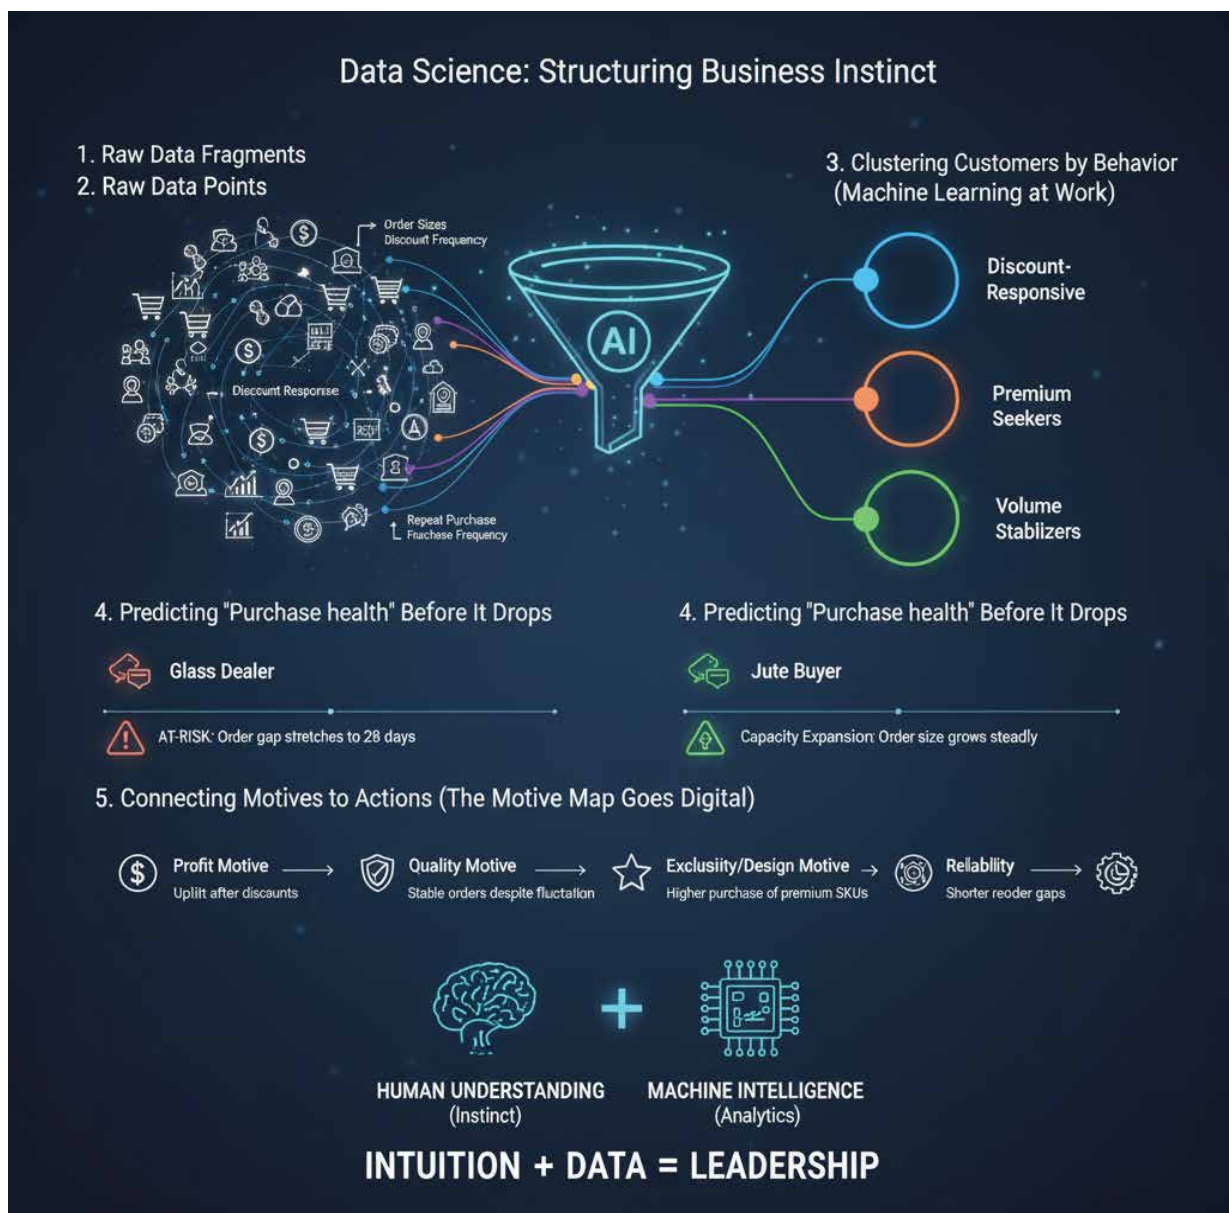 Data Science: Structuring Business Instinct
1. Raw Data Fragments
2. Raw Data Points
Order Sizes
Discount Frequency
Discount Response
Repeat Purchase
Fruchase Frequency
AI
3. Clustering Customers by Behavior
(Machine Learning at Work)
Discount-
Responsive
Premium
Seekers
Volume
Stabiizers
4. Predicting "Purchase health" Before It Drops
Glass Dealer
AT-RISK: Order gap stretches to 28 days
4. Predicting "Purchase health" Before It Drops
Jute Buyer
Capacity Expansion: Order size grows steadily
5. Connecting Motives to Actions (The Motive Map Goes Digital)
Profit Motive
Uplift after discounts
Quality Motive
Stable orders despite fluctation
Exclusiity/Design Motive
Higher purchase of premium SKUs
Reliablity
Shorter reoder gaps
HUMAN UNDERSTANDING
(Instinct)
+
MACHINE INTELLIGENCE
(Analytics)
INTUITION + DATA = LEADERSHIP